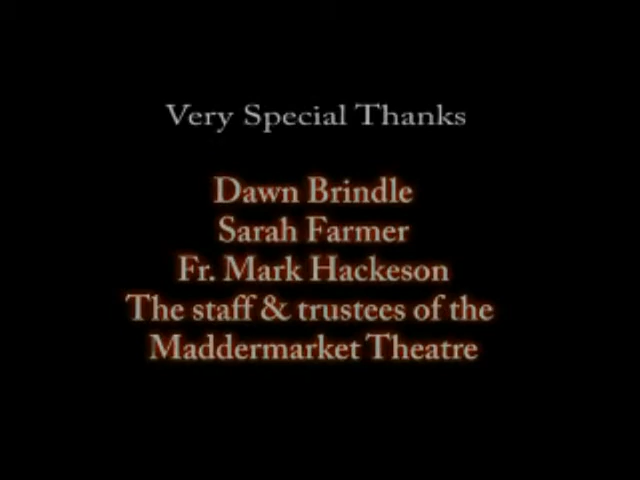 Very Special Thanks
Dawn Brindle
Sarah Farmer
Fr. Mark Hackeson
The staff & trustees of the
Maddermarket Theatre